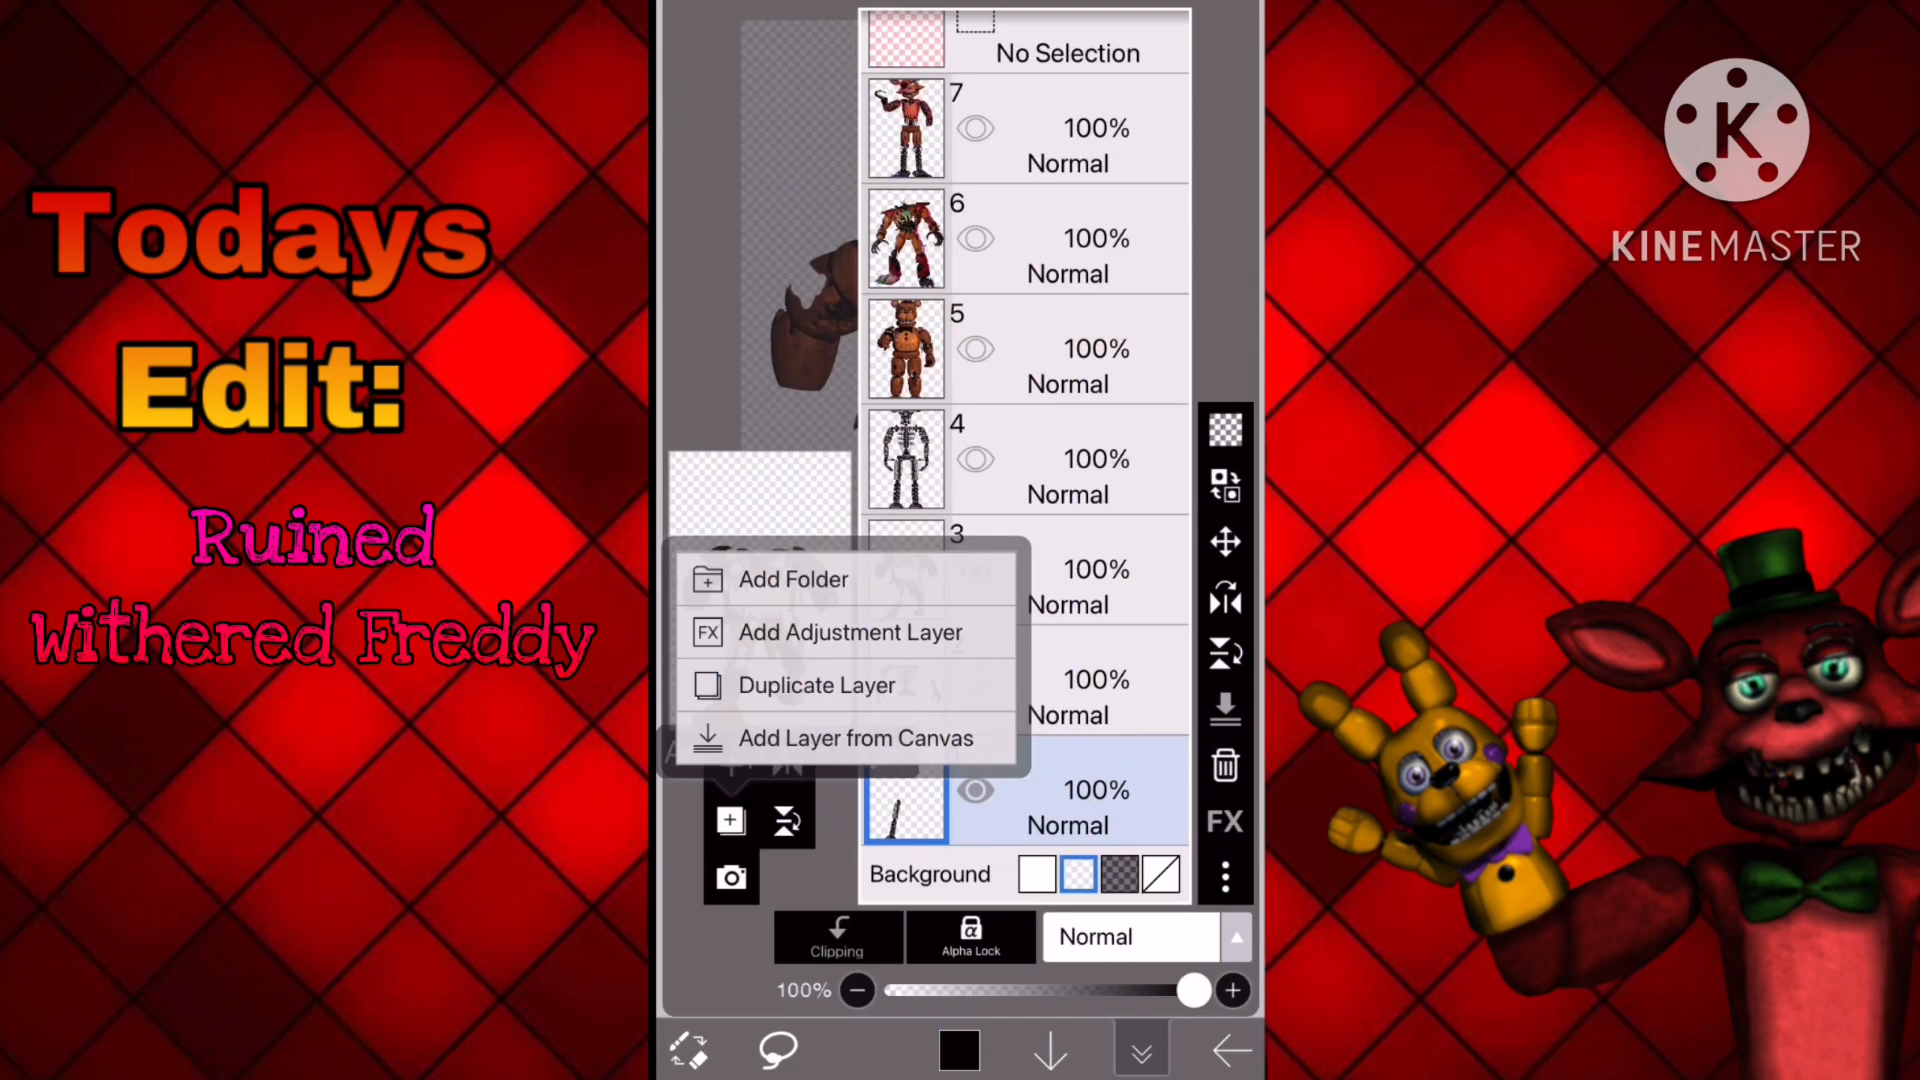 Todays
Edit:
Ruined
Withered Freddy
No Selection
7
100%
Normal
6
100%
Normal
5
100%
Normal
4
100%
Normal
3
100%
Normal
2
100%
Normal
100%
Normal
Add Folder
FX Add Adjustment Layer
Duplicate Layer
Add Layer from Canvas
Background
FX
Clipping
α
Alpha Lock
Normal
100%
K
KINEMASTER